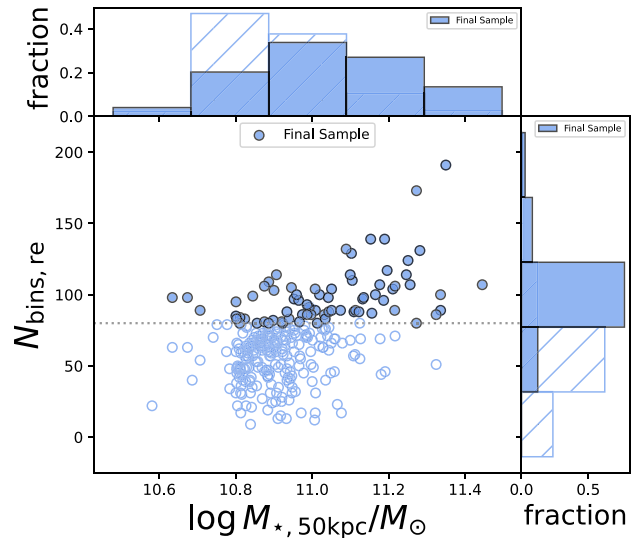 fraction
0.4
0.2
0.0
Final Sample
Final Sample
Final Sample
N_bins, re
200
150
100
50
0
10.6 10.8 11.0 11.2 11.4
log M⋆, 50kpc/M⊙
0.0 0.5
fraction